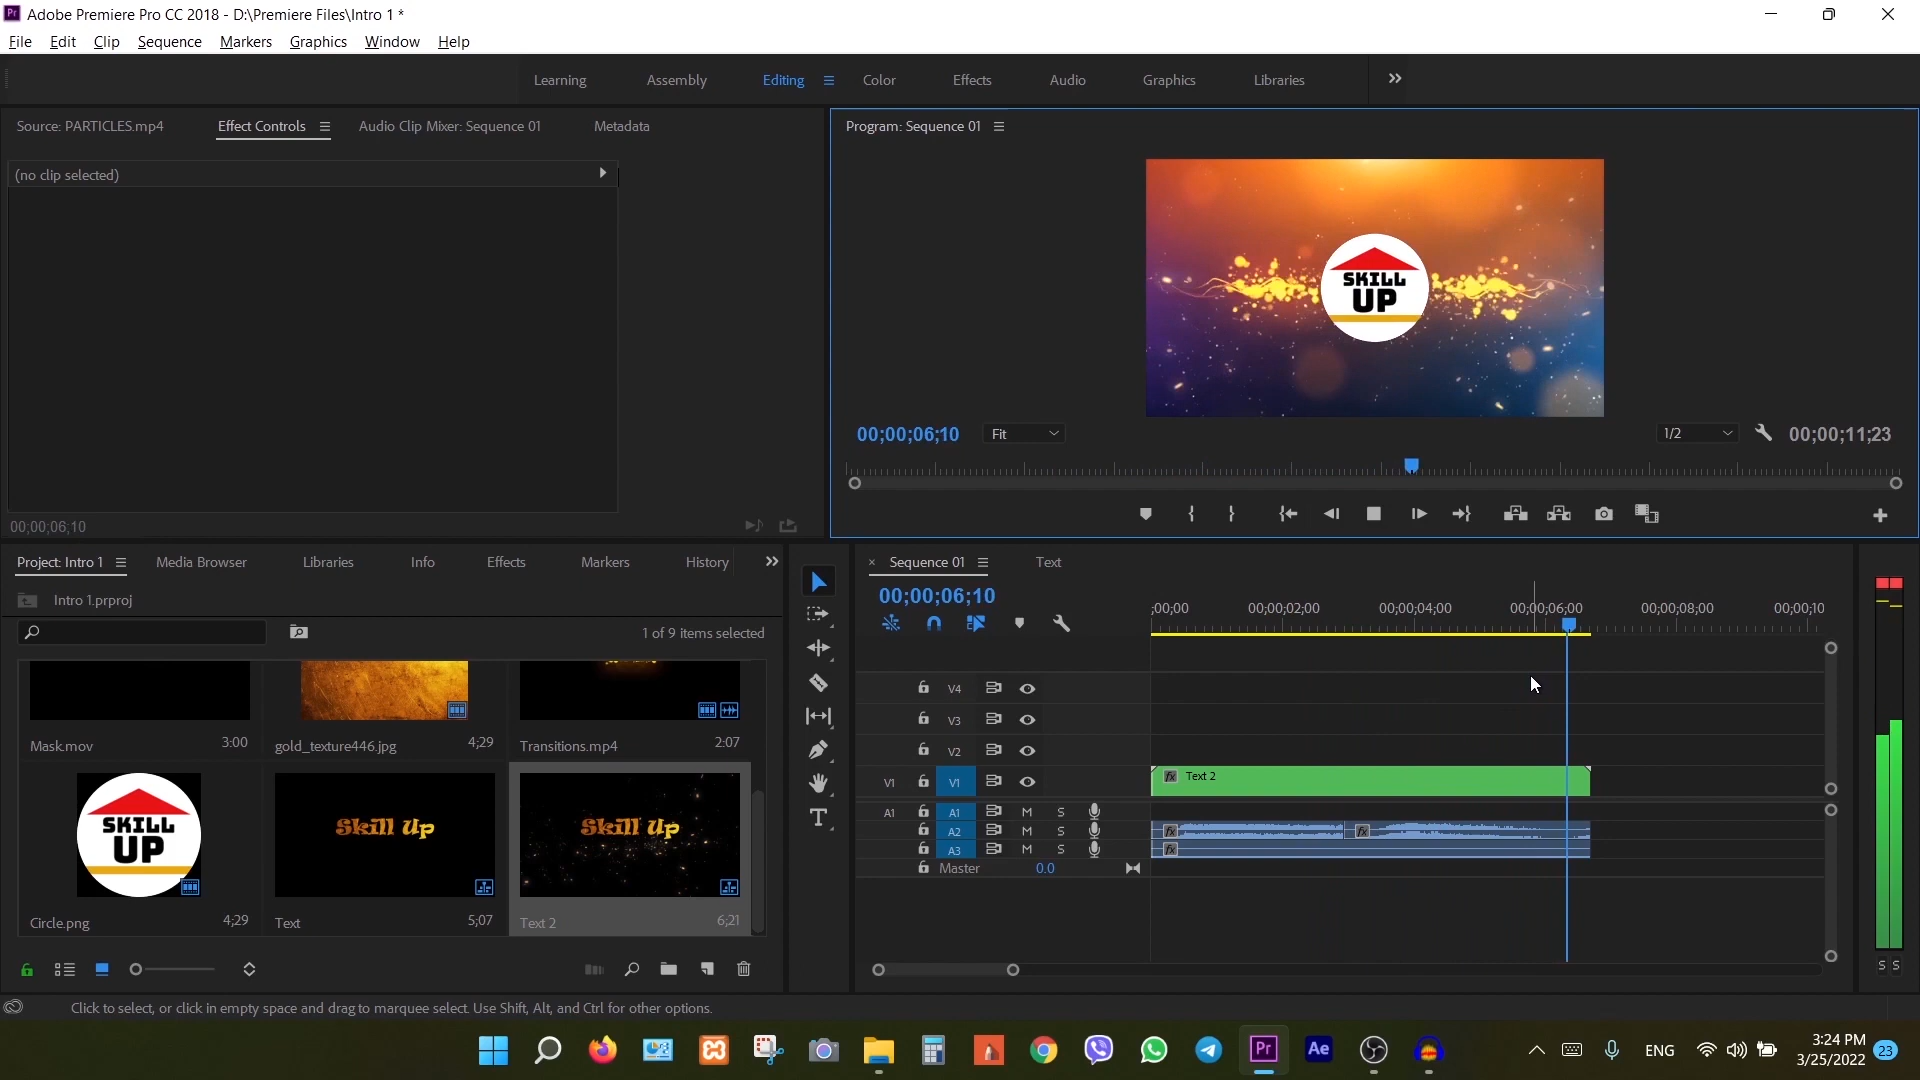 Adobe Premiere Pro CC 2018 - D:\Premiere Files\Intro 1 *
File Edit Clip Sequence Markers Graphics Window Help
Learning Assembly Editing Color Effects Audio Graphics Libraries
Source: PARTICLES.mp4 Effect Controls Audio Clip Mixer: Sequence 01 Metadata
(no clip selected)
00;00;06;10
Program: Sequence 01
SKILL
UP
00;00;06;10 Fit 1/2 00;00;11;23
Project: Intro 1 Media Browser Libraries Info Effects Markers History
Intro 1.prproj
1 of 9 items selected
Mask.mov 3:00
gold_texture446.jpg 4;29
Transitions.mp4 2:07
SKILL
UP
Circle.png 4;29
Skill Up
Text 5;07
Skill Up
Text 2 6;21
Sequence 01 Text
00;00;06;10
;00;00 00;00;02;00 00;00;04;00 00;00;06;00 00;00;08;00 00;00;10
V4
V3
V2
V1 V1 fx Text 2
A1 A1 M S
A2 M S fx fx
A3 M S fx
Master 0.0
S S
Click to select, or click in empty space and drag to marquee select. Use Shift, Alt, and Ctrl for other options.
Pr Ae ENG 3:24 PM
3/25/2022 23